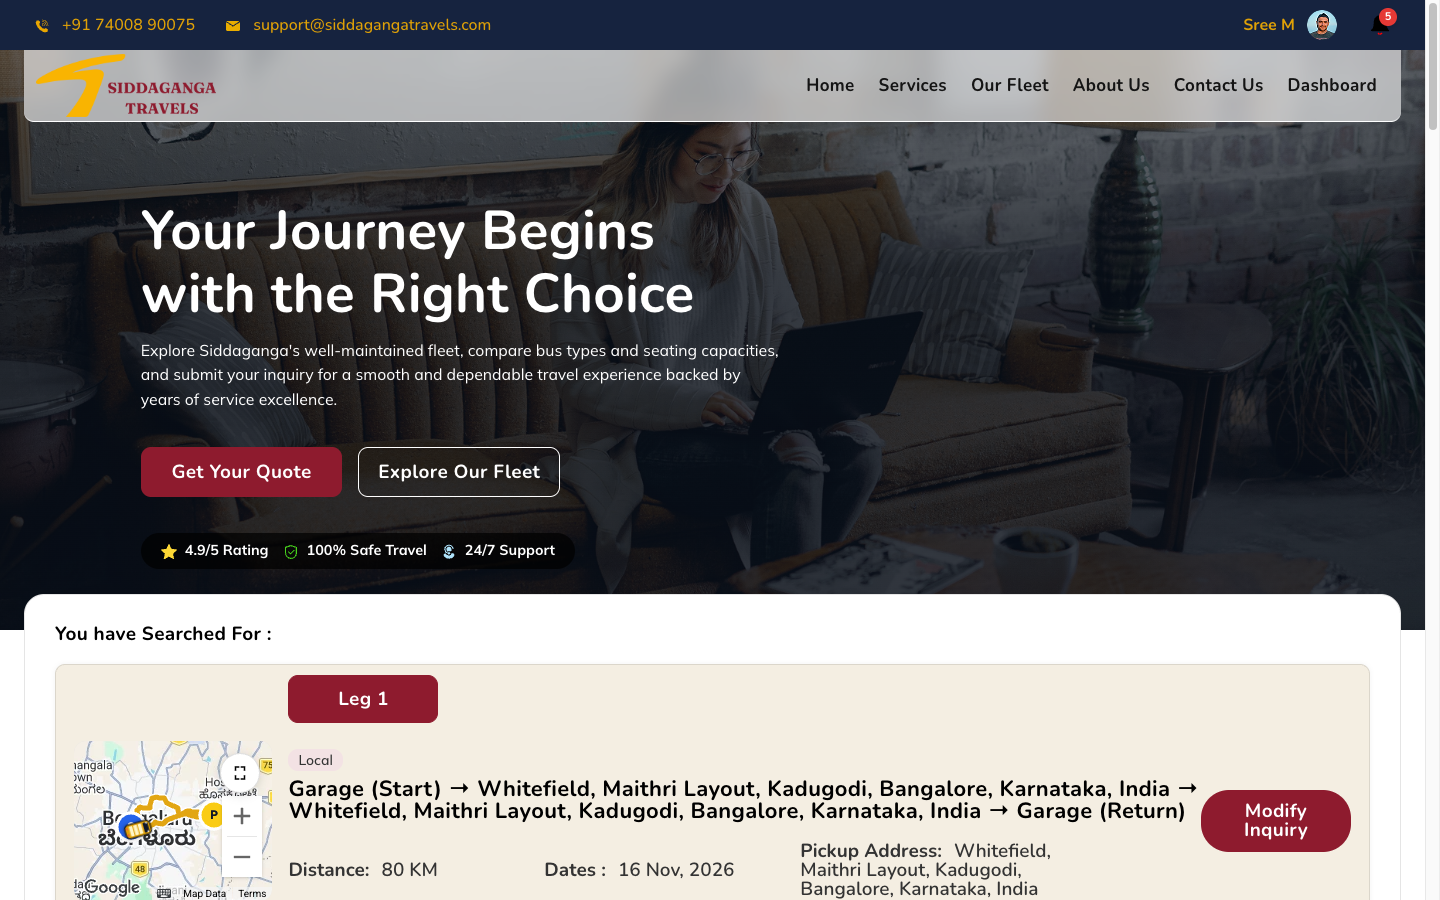 +91 74008 90075
support@siddagangatravels.com
Sree M
5
SIDDAGANGA
TRAVELS
Home
Services
Our Fleet
About Us
Contact Us
Dashboard
Your Journey Begins
with the Right Choice
Explore Siddaganga's well-maintained fleet, compare bus types and seating capacities,
and submit your inquiry for a smooth and dependable travel experience backed by
years of service excellence.
Get Your Quote
Explore Our Fleet
4.9/5 Rating
100% Safe Travel
24/7 Support
You have Searched For :
Leg 1
75
P
48
Google
Map Data
Terms
Local
Garage (Start) → Whitefield, Maithri Layout, Kadugodi, Bangalore, Karnataka, India →
Whitefield, Maithri Layout, Kadugodi, Bangalore, Karnataka, India → Garage (Return)
Modify
Inquiry
Distance: 80 KM
Dates : 16 Nov, 2026
Pickup Address: Whitefield,
Maithri Layout, Kadugodi,
Bangalore, Karnataka, India